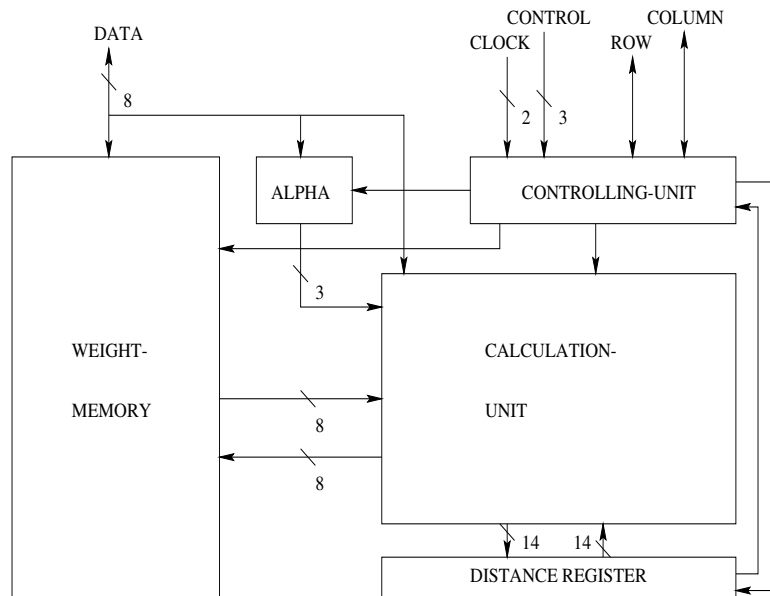 CONTROL
COLUMN
DATA
CLOCK
ROW
8
2
3
ALPHA
CONTROLLING-UNIT
3
WEIGHT-
MEMORY
CALCULATION-
UNIT
8
8
14
14
DISTANCE REGISTER